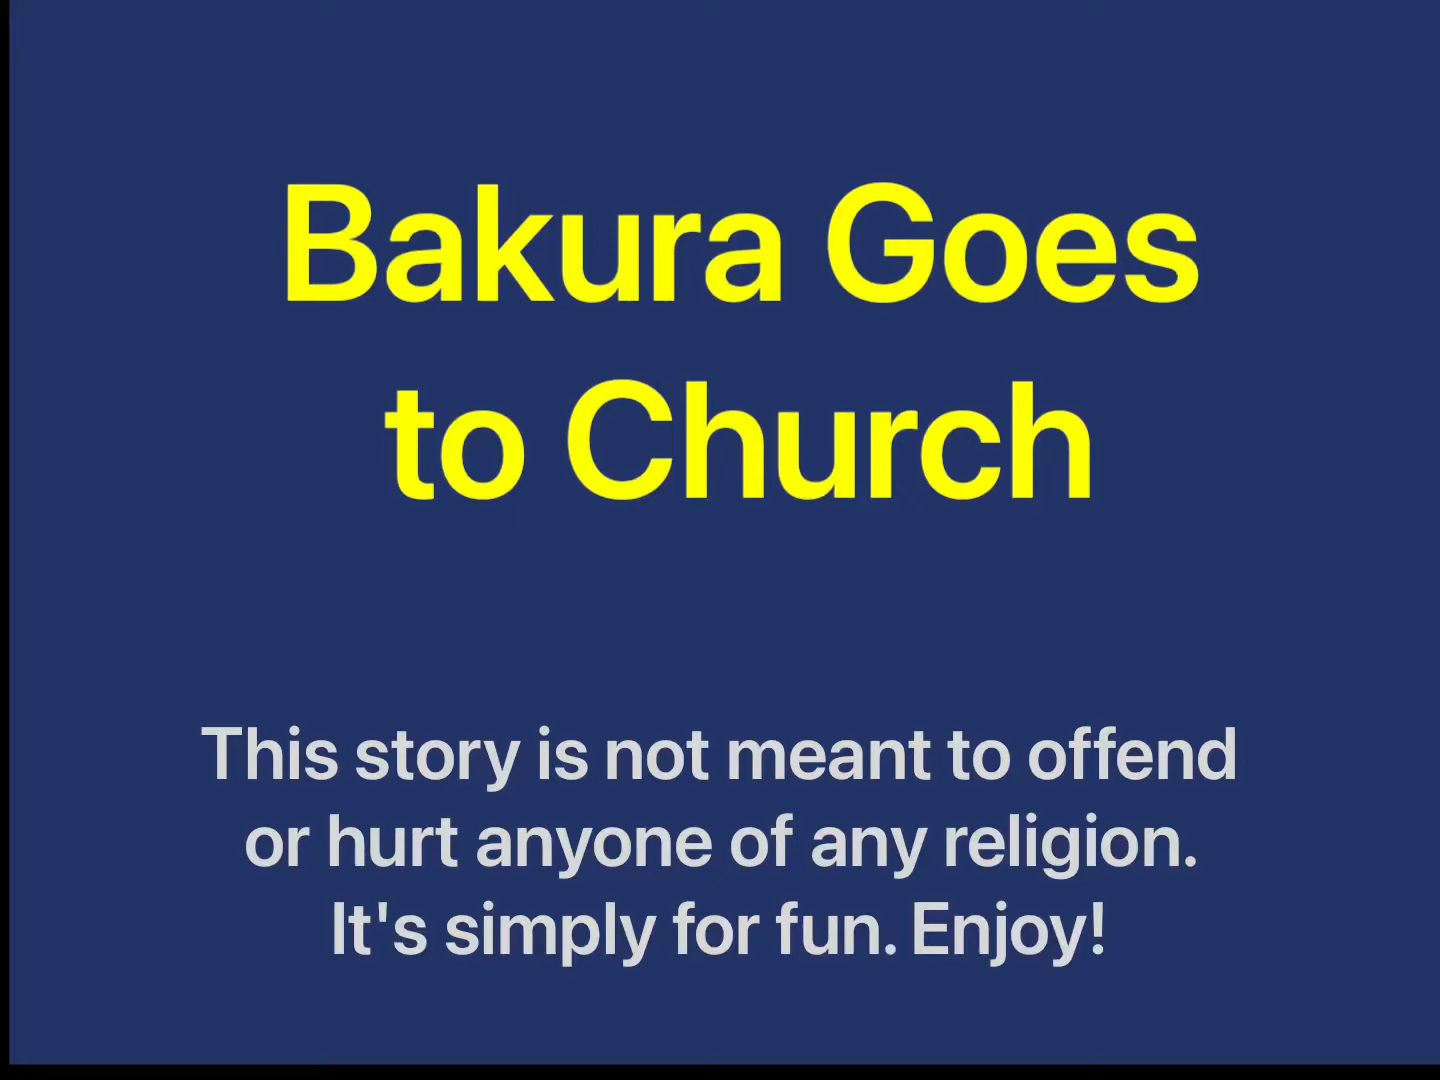 Bakura Goes
to Church
This story is not meant to offend
or hurt anyone of any religion.
It's simply for fun. Enjoy!